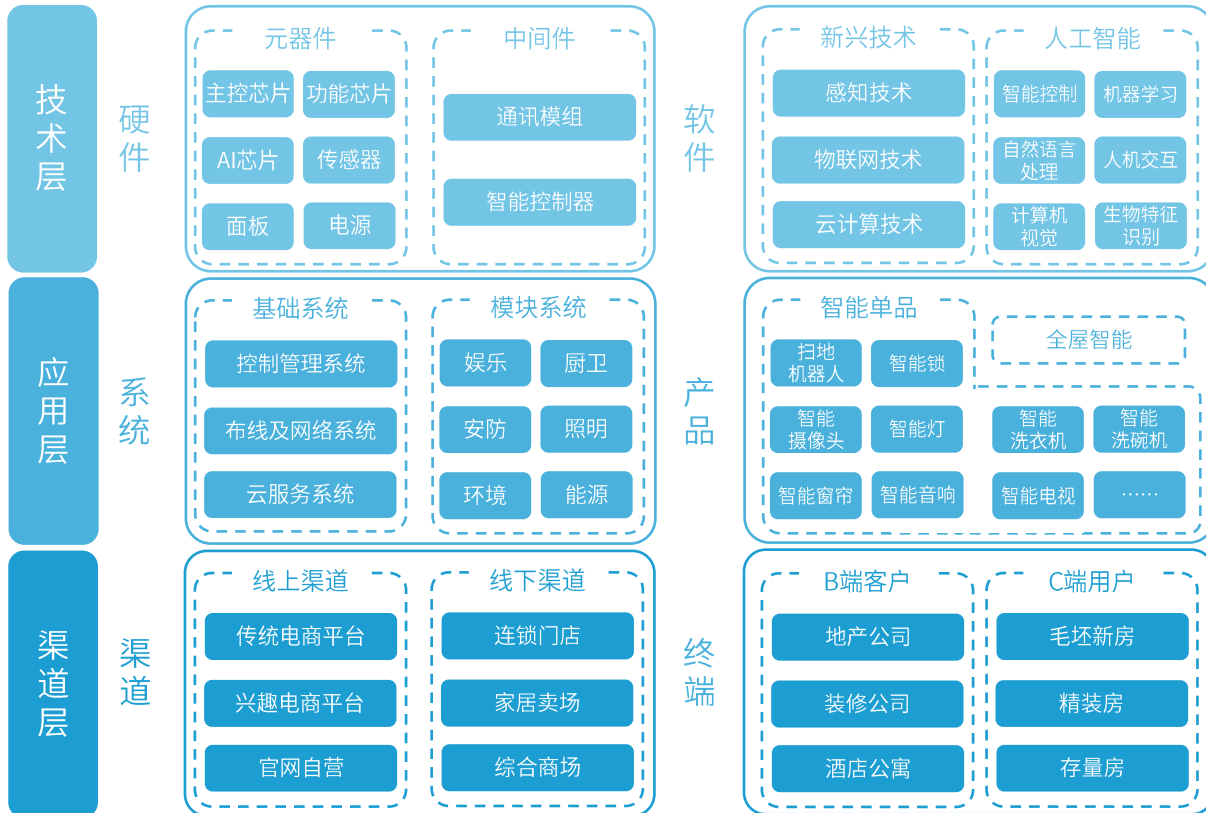 技术层
硬件
元器件
主控芯片
功能芯片
AI芯片
传感器
面板
电源
中间件
通讯模组
智能控制器
软件
新兴技术
感知技术
物联网技术
云计算技术
人工智能
智能控制
机器学习
自然语言
处理
人机交互
计算机
视觉
生物特征
识别
应用层
系统
基础系统
控制管理系统
布线及网络系统
云服务系统
模块系统
娱乐
厨卫
安防
照明
环境
能源
产品
智能单品
扫地
机器人
智能锁
智能
摄像头
智能灯
智能窗帘
智能音响
全屋智能
智能
洗衣机
智能
洗碗机
智能电视
……
渠道层
渠道
线上渠道
传统电商平台
兴趣电商平台
官网自营
线下渠道
连锁门店
家居卖场
综合商场
终端
B端客户
地产公司
装修公司
酒店公寓
C端用户
毛坯新房
精装房
存量房